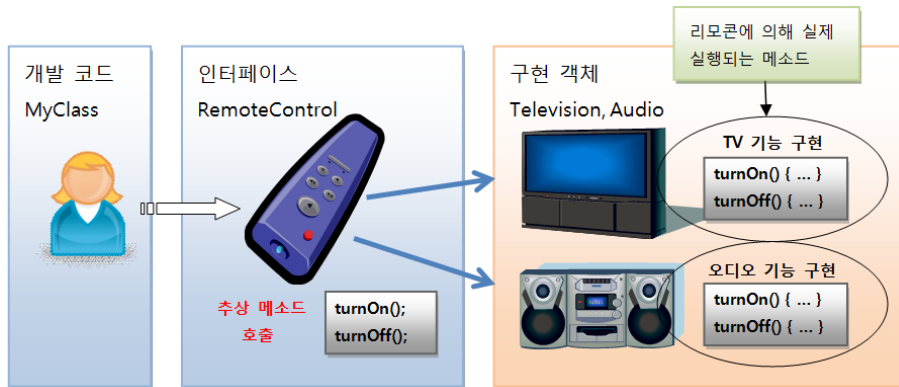 개발 코드
MyClass
인터페이스
RemoteControl
추상 메소드
호출
turnOn();
turnOff();
구현 객체
Television, Audio
리모콘에 의해 실제
실행되는 메소드
TV 기능 구현
turnOn() { ... }
turnOff() { ... }
오디오 기능 구현
turnOn() { ... }
turnOff() { ... }